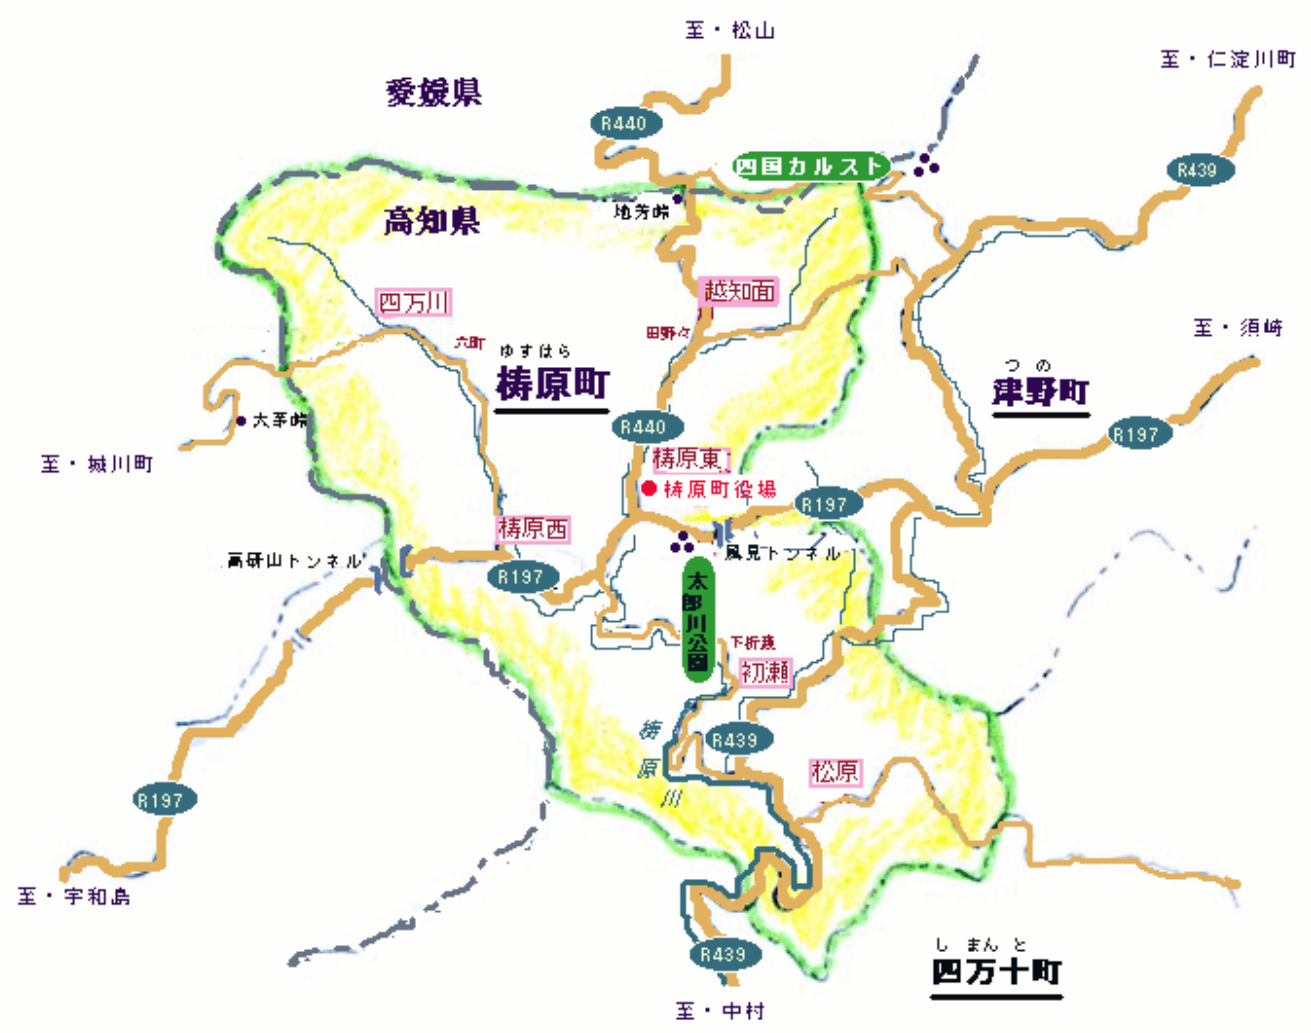 至・松山
至・仁淀川町
愛媛県
R440
四国カルスト
R439
地芳峠
高知県
越知面
四万川
至・須崎
田野々
六町
ゆすはら
梼原町
つの
津野町
大茅峠
R440
R197
至・城川町
梼原東
梼原町役場
R197
梼原西
風見トンネル
高研山トンネル
R197
太郎川公園
下折渡
初瀬
梼原川
R439
松原
R197
至・宇和島
しまんと
四万十町
R439
至・中村